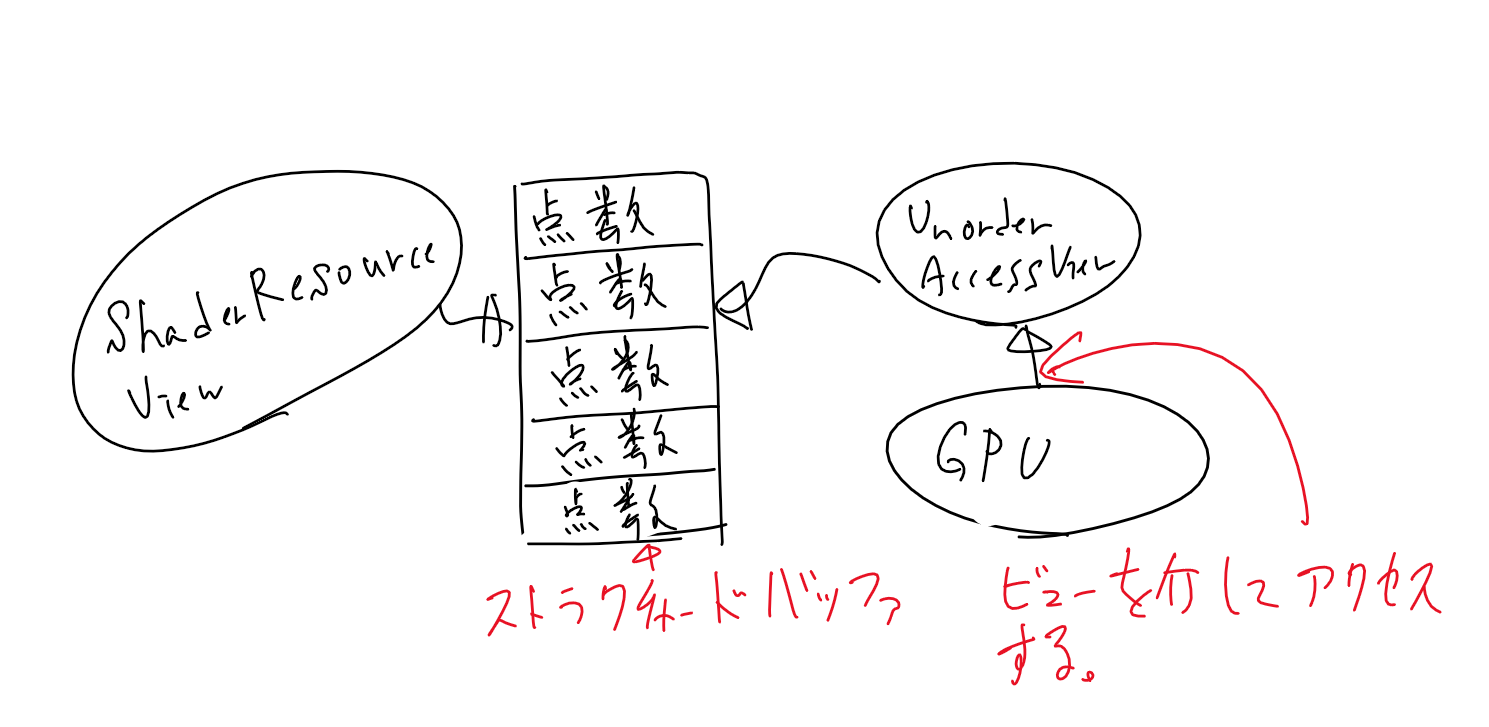 ShaderResource
View
点数
点数
点数
点数
点数
Unorder
AccessView
GPU
ストラクチャードバッファ
ビューを介してアクセス
する。